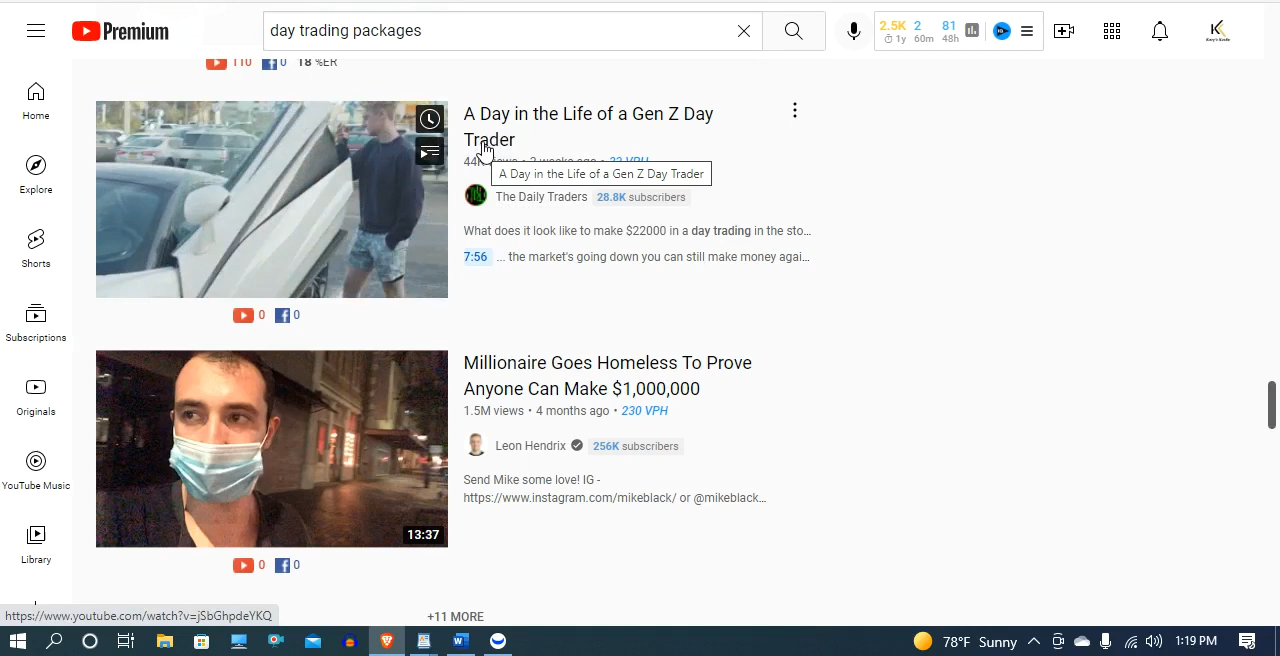 Premium
day trading packages
2.5K 2 81
1y 60m 48h
110 0 18 %ER
Home
Explore
Shorts
Subscriptions
Originals
YouTube Music
Library
A Day in the Life of a Gen Z Day
Trader
2 weeks ago • 22 VPH
A Day in the Life of a Gen Z Day Trader
The Daily Traders 28.8K subscribers
What does it look like to make $22000 in a day trading in the sto...
7:56 ... the market's going down you can still make money agai...
0 0
Millionaire Goes Homeless To Prove
Anyone Can Make $1,000,000
1.5M views • 4 months ago • 230 VPH
Leon Hendrix 256K subscribers
Send Mike some love! IG -
https://www.instagram.com/mikeblack/ or @mikeblack...
13:37
0 0
+11 MORE
https://www.youtube.com/watch?v=jSbGhpdeYKQ
78°F Sunny 1:19 PM